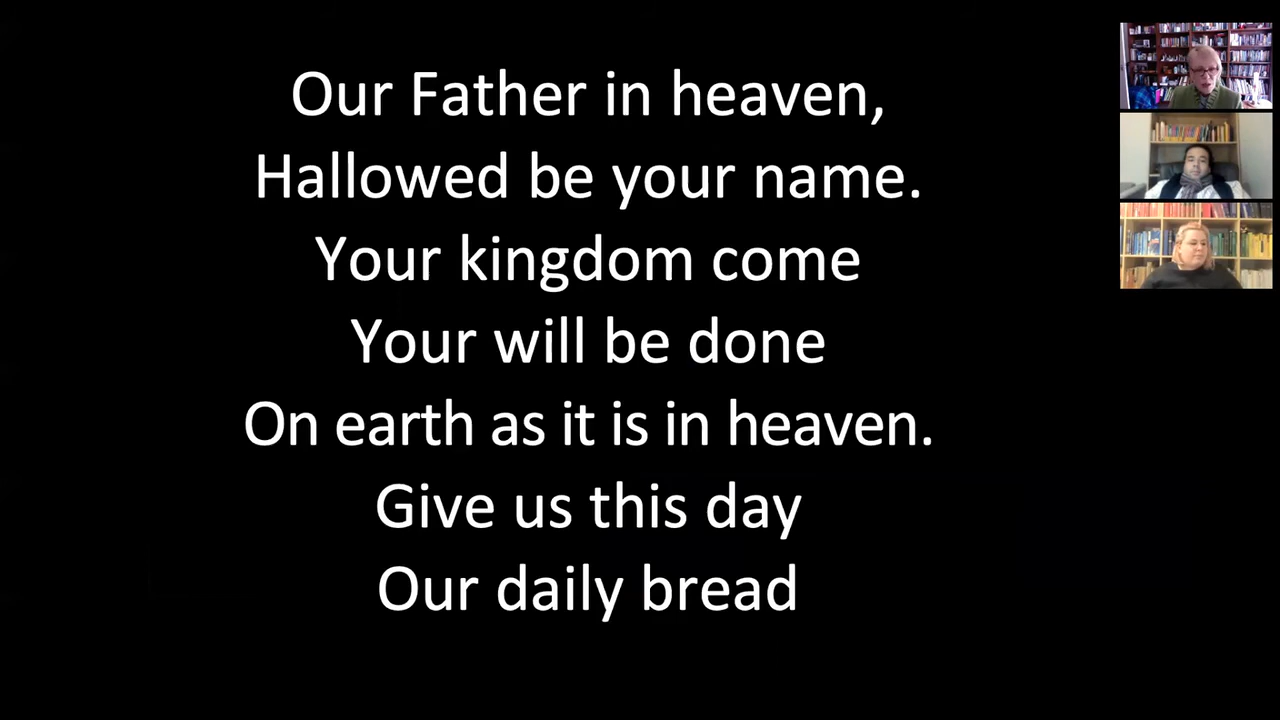 Our Father in heaven,
Hallowed be your name.
Your kingdom come
Your will be done
On earth as it is in heaven.
Give us this day
Our daily bread